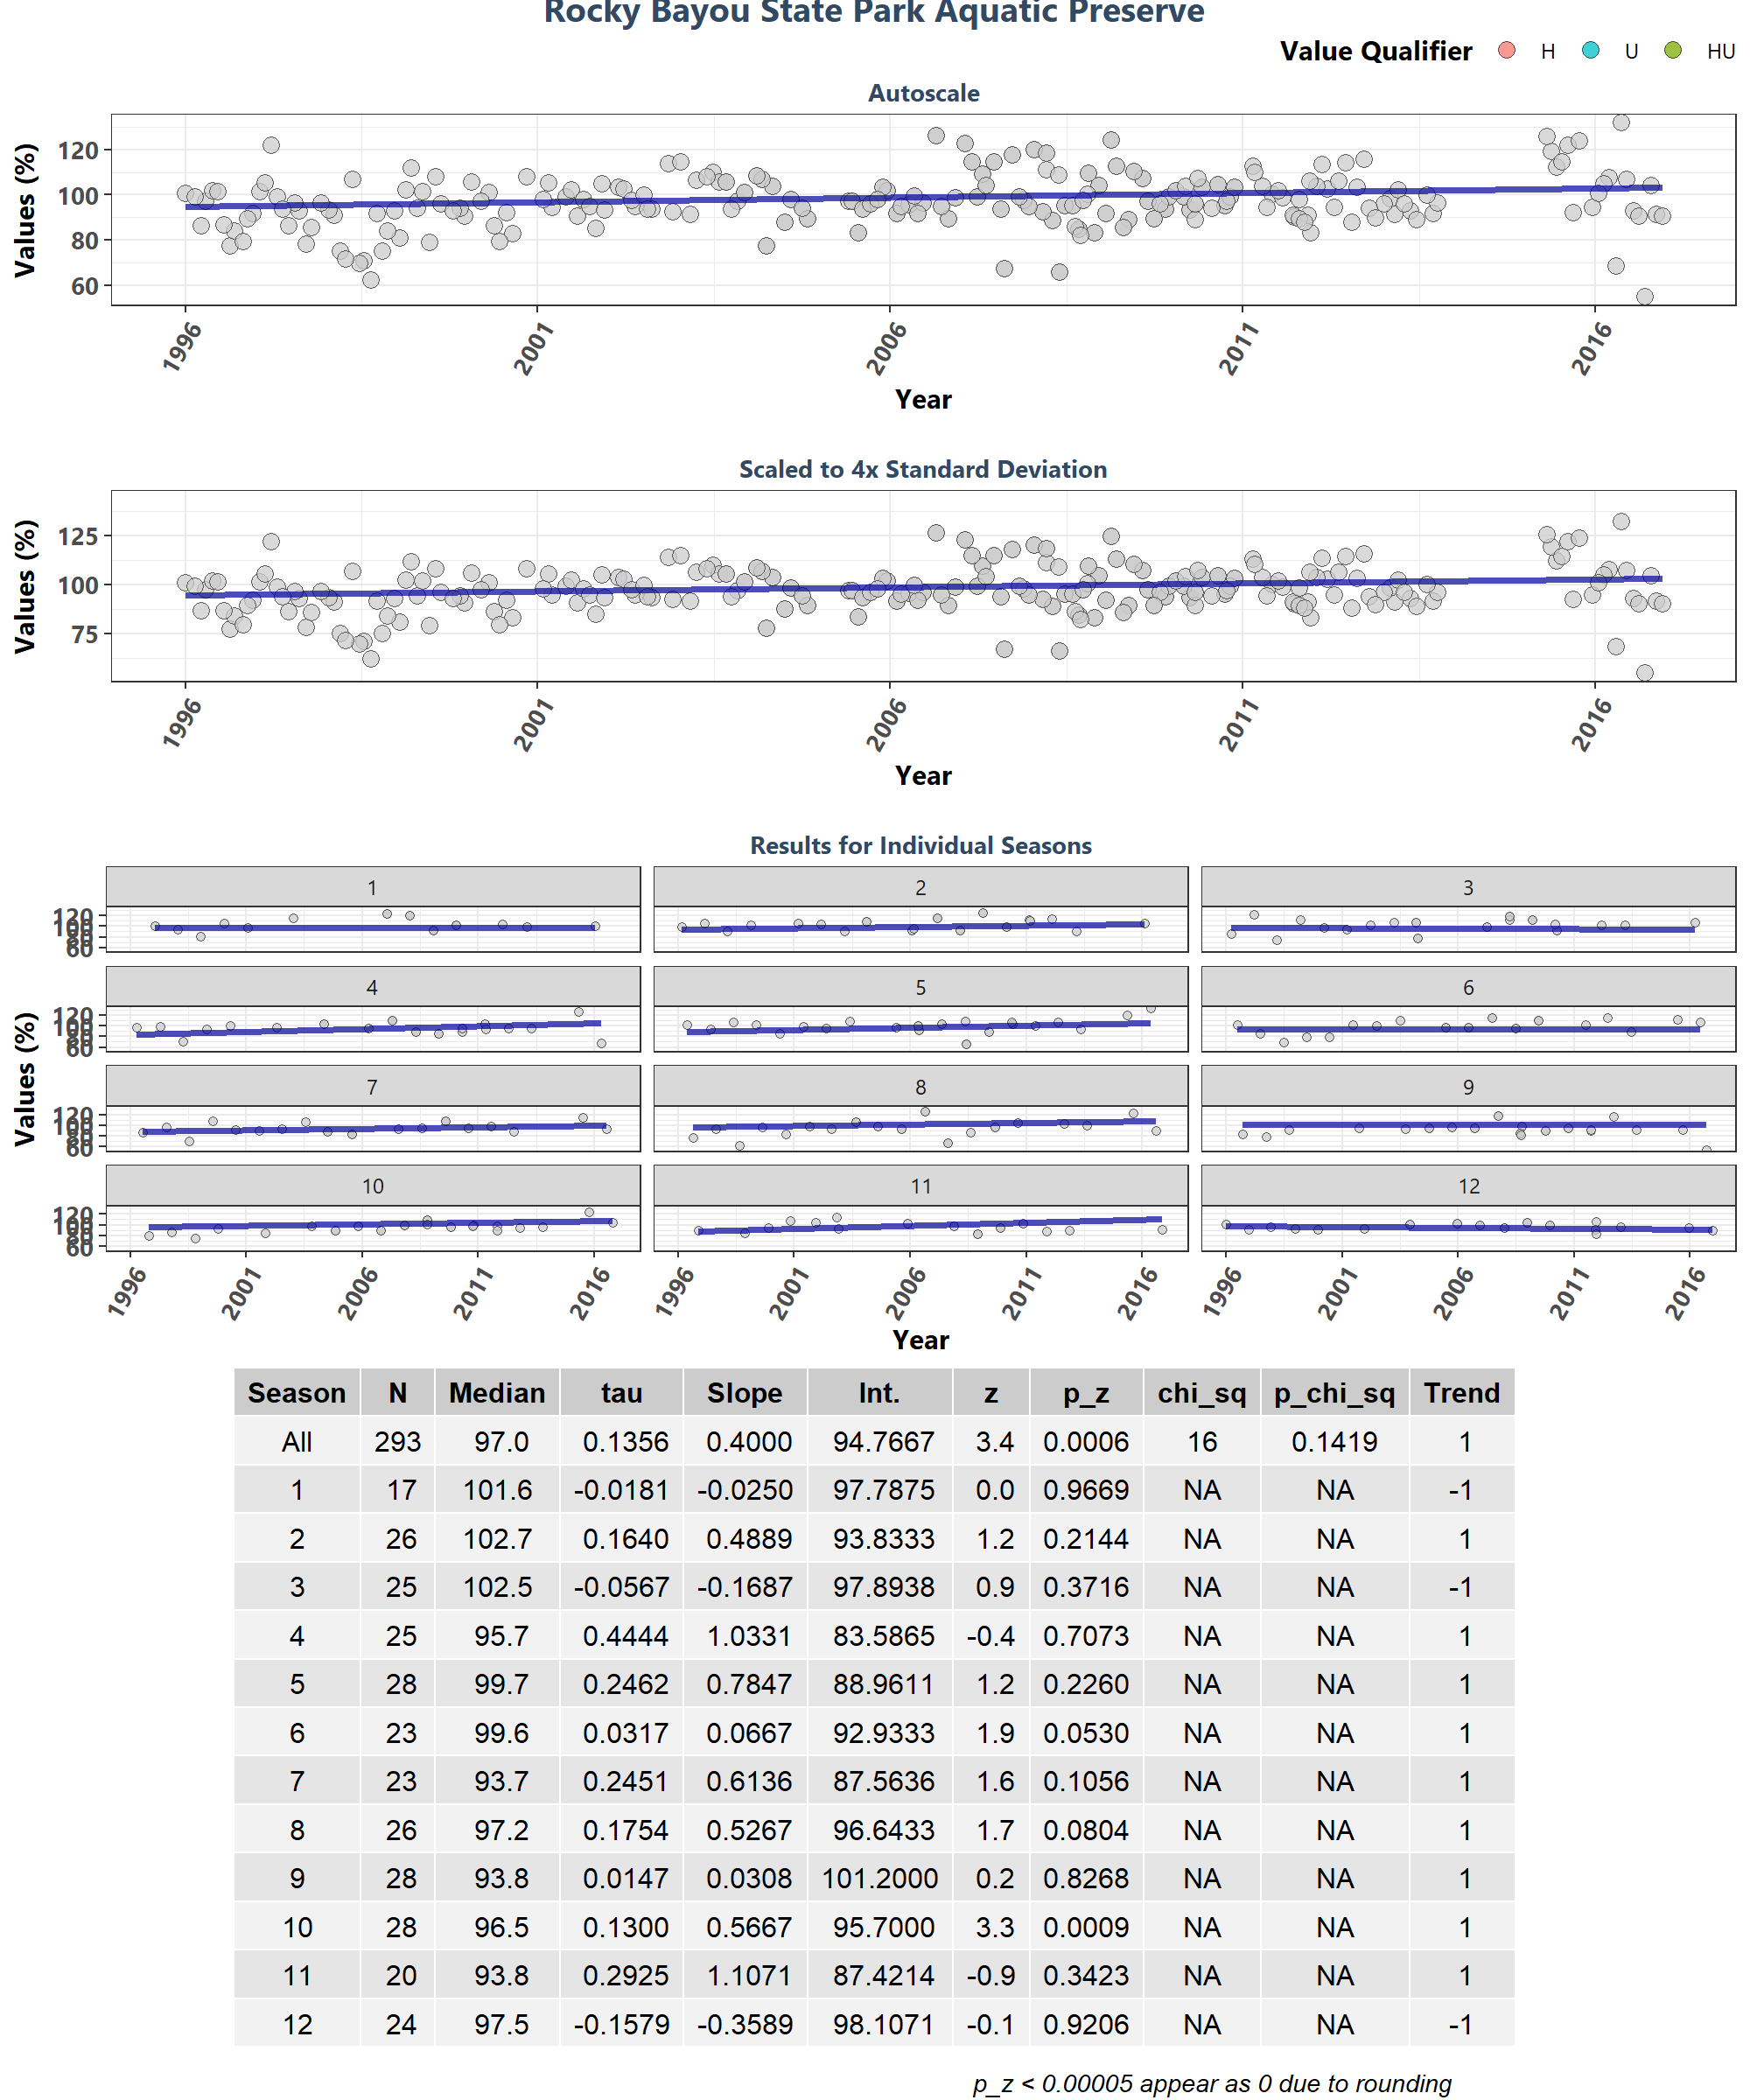 Rocky Bayou State Park Aquatic Preserve
Value Qualifier H U HU
Autoscale
Values (%)
120
100
80
60
1996 2001 2006 2011 2016
Year
Scaled to 4x Standard Deviation
Values (%)
125
100
75
1996 2001 2006 2011 2016
Year
Results for Individual Seasons
1 2 3
120
100
80
60
4 5 6
120
100
80
60
Values (%)
7 8 9
120
100
80
60
10 11 12
120
100
80
60
1996 2001 2006 2011 2016 1996 2001 2006 2011 2016 1996 2001 2006 2011 2016
Year
Season N Median tau Slope Int. z p_z chi_sq p_chi_sq Trend
All 293 97.0 0.1356 0.4000 94.7667 3.4 0.0006 16 0.1419 1
1 17 101.6 -0.0181 -0.0250 97.7875 0.0 0.9669 NA NA -1
2 26 102.7 0.1640 0.4889 93.8333 1.2 0.2144 NA NA 1
3 25 102.5 -0.0567 -0.1687 97.8938 0.9 0.3716 NA NA -1
4 25 95.7 0.4444 1.0331 83.5865 -0.4 0.7073 NA NA 1
5 28 99.7 0.2462 0.7847 88.9611 1.2 0.2260 NA NA 1
6 23 99.6 0.0317 0.0667 92.9333 1.9 0.0530 NA NA 1
7 23 93.7 0.2451 0.6136 87.5636 1.6 0.1056 NA NA 1
8 26 97.2 0.1754 0.5267 96.6433 1.7 0.0804 NA NA 1
9 28 93.8 0.0147 0.0308 101.2000 0.2 0.8268 NA NA 1
10 28 96.5 0.1300 0.5667 95.7000 3.3 0.0009 NA NA 1
11 20 93.8 0.2925 1.1071 87.4214 -0.9 0.3423 NA NA 1
12 24 97.5 -0.1579 -0.3589 98.1071 -0.1 0.9206 NA NA -1
p_z < 0.00005 appear as 0 due to rounding